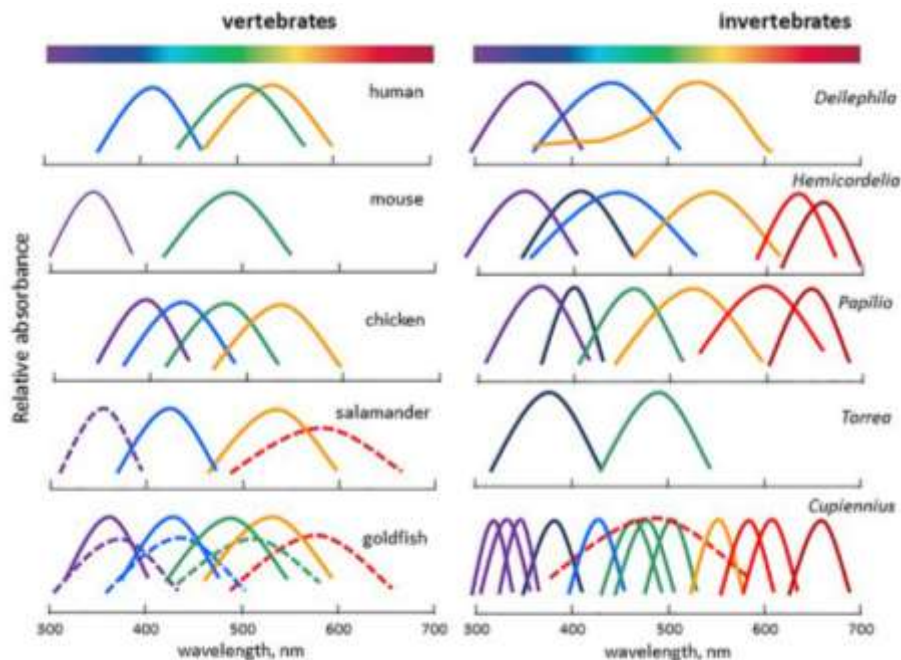 vertebrates
invertebrates
human
mouse
chicken
salamander
goldfish
Relative absorbance
300 400 500 600 700
wavelength, nm
Deilephila
Hemicordelia
Papilio
Torrea
Cupiennius
300 400 500 600 700
wavelength, nm